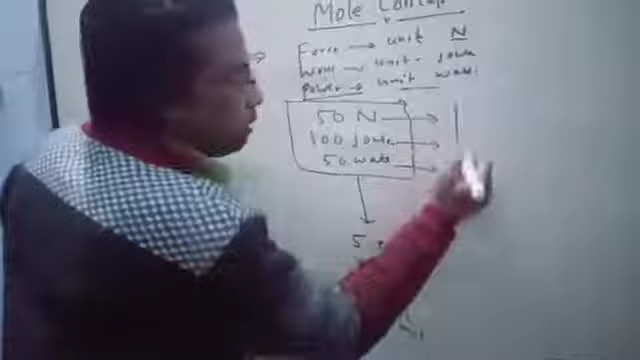 Mole Concept
Force → unit N
Work → unit - Joule
Power → unit watt
50 N →
100 Joule →
50 watt →
5